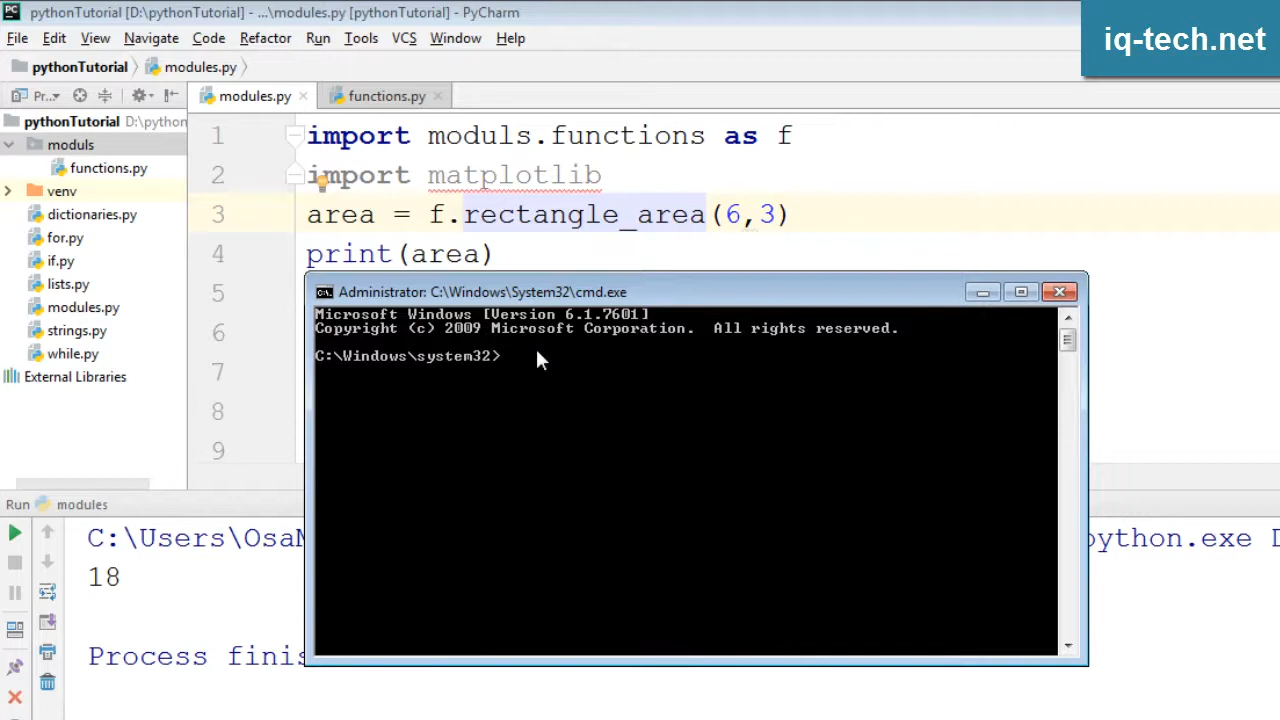 pythonTutorial [D:\pythonTutorial] - ...\modules.py [pythonTutorial] - PyCharm
iq-tech.net
File Edit View Navigate Code Refactor Run Tools VCS Window Help
pythonTutorial modules.py
Pr... modules.py functions.py
pythonTutorial D:\python
moduls
functions.py
venv
dictionaries.py
for.py
if.py
lists.py
modules.py
strings.py
while.py
External Libraries
1 import moduls.functions as f
2 import matplotlib
3 area = f.rectangle_area(6,3)
4 print(area)
5
6
7
8
9
Administrator: C:\Windows\System32\cmd.exe
Microsoft Windows [Version 6.1.7601]
Copyright (c) 2009 Microsoft Corporation. All rights reserved.
C:\Windows\system32>
Run modules
C:\Users\Osa python.exe D
18
Process finis